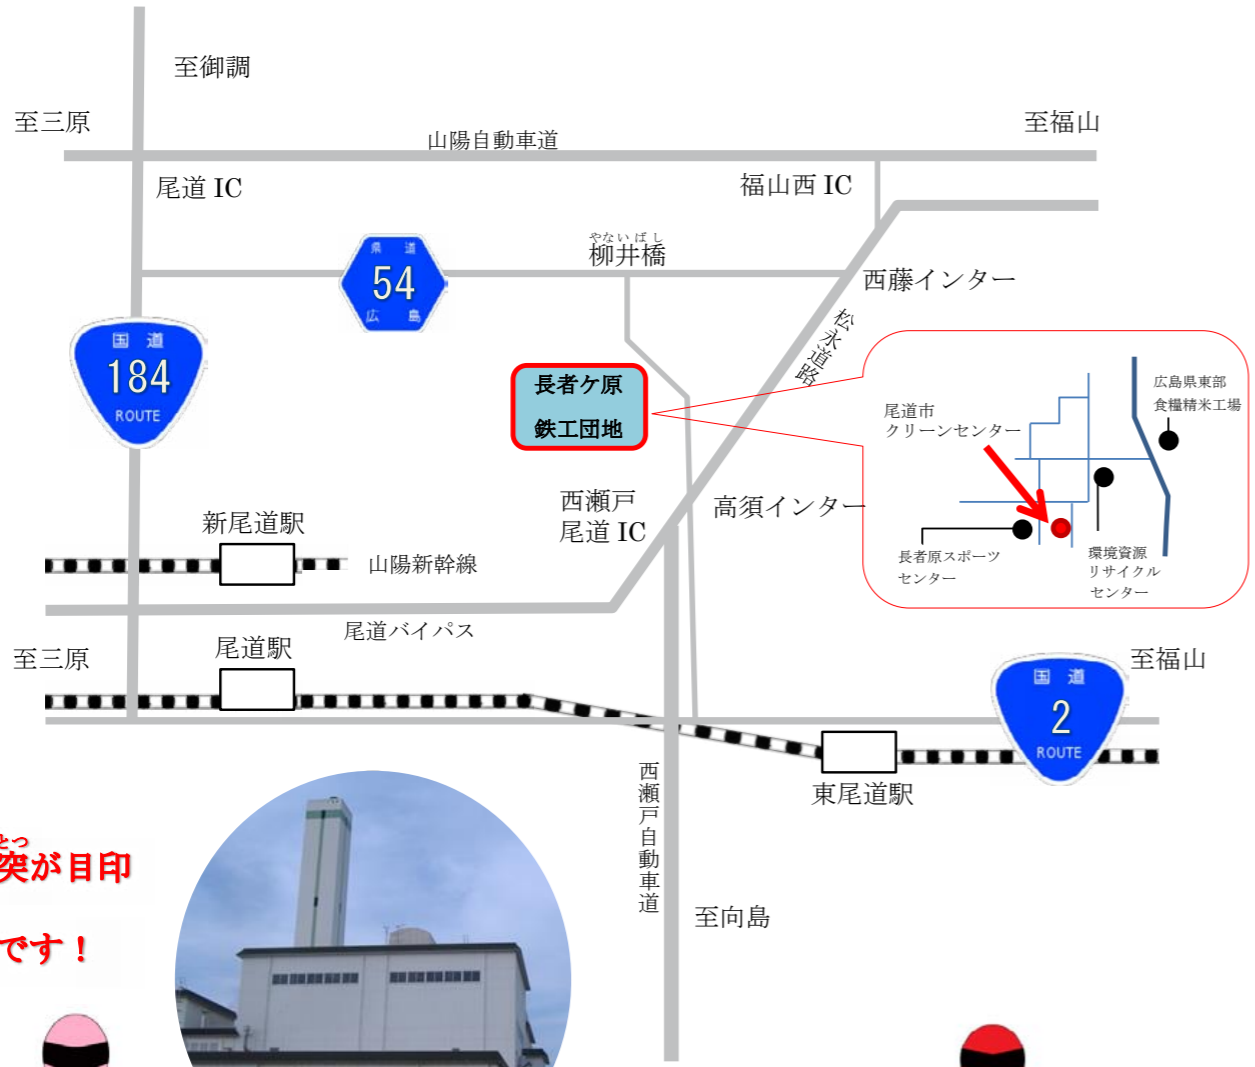 至御調
至三原
至福山
山陽自動車道
尾道 IC
福山西 IC
県 道
54
広 島
やないばし
柳井橋
西藤インター
松永道路
国 道
184
ROUTE
長者ケ原
鉄工団地
広島県東部
食糧精米工場
尾道市
クリーンセンター
長者原スポーツ
センター
環境資源
リサイクル
センター
西瀬戸
尾道 IC
高須インター
新尾道駅
山陽新幹線
尾道バイパス
至三原
尾道駅
至福山
国 道
2
ROUTE
東尾道駅
西瀬戸自動車道
至向島
とつ
突が目印
です！